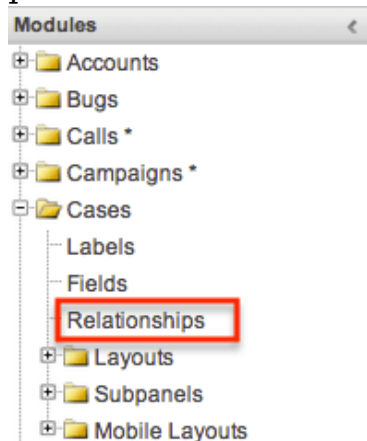 Modules
Accounts
Bugs
Calls *
Campaigns *
Cases
Labels
Fields
Relationships
Layouts
Subpanels
Mobile Layouts